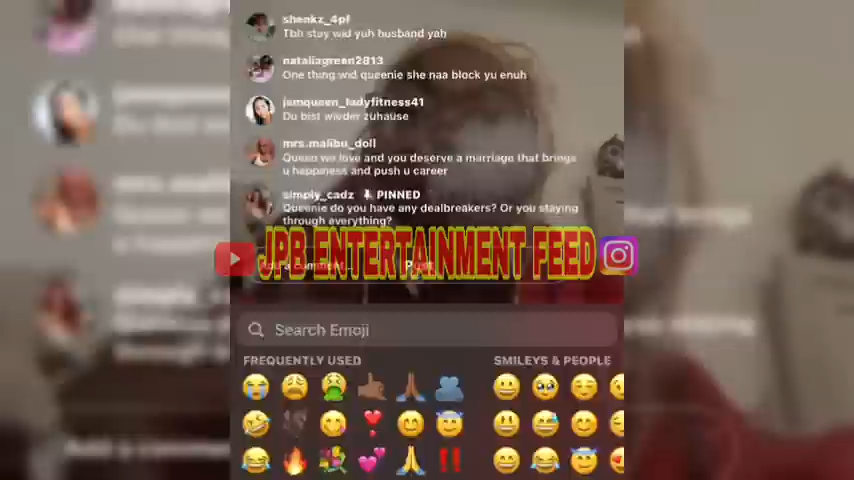 shenkz_4pf
Tbh stay wid yuh husband yah
nataliagreen2813
One thing wid queenie she naa block yu enuh
jamqueen_ladyfitness41
Du bist wieder zuhause
mrs.malibu_doll
Queen we love and you deserve a marriage that brings
u happiness and push u career
simply_cadz PINNED
Queenie do you have any dealbreakers? Or you staying
through everything?
JPB ENTERTAINMENT FEED
Search Emoji
FREQUENTLY USED
SMILEYS & PEOPLE